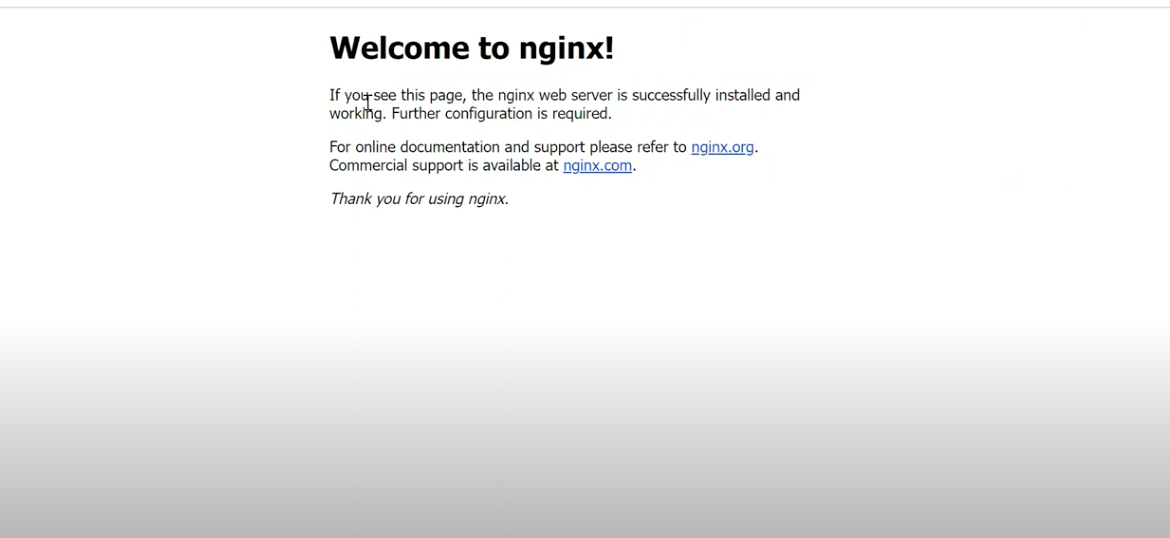 Welcome to nginx!
If you see this page, the nginx web server is successfully installed and
working. Further configuration is required.
For online documentation and support please refer to nginx.org.
Commercial support is available at nginx.com.
Thank you for using nginx.